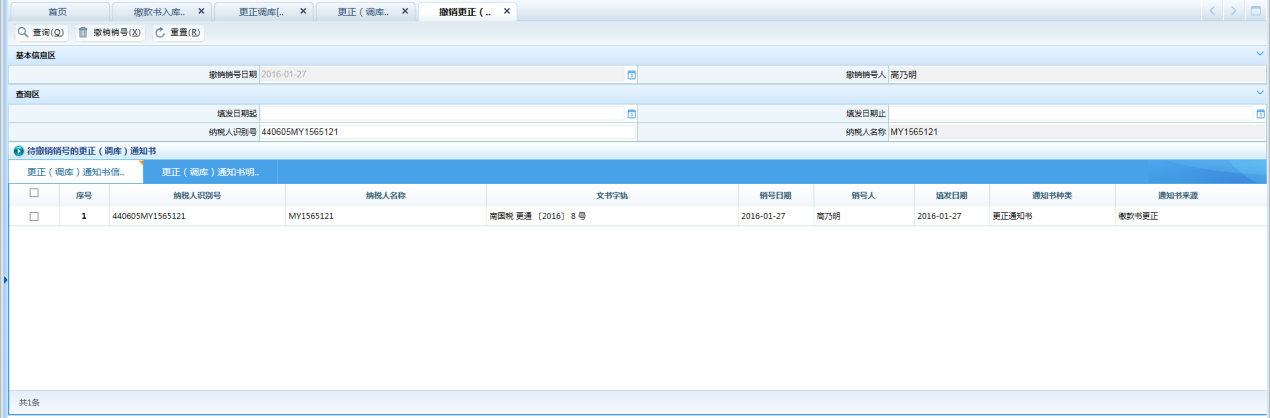 首页 缴款书入库.. × 更正调库[.. × 更正（调库.. × 撤销更正（.. ×
查询(Q) 撤销销号(X) 重置(R)
基本信息区
撤销销号日期 2016-01-27 撤销销号人 高乃明
查询区
填发日期起 填发日期止
纳税人识别号 440605MY1565121 纳税人名称 MY1565121
待撤销销号的更正（调库）通知书
更正（调库）通知书信.. 更正（调库）通知书明..
序号 纳税人识别号 纳税人名称 文书字轨 销号日期 销号人 填发日期 通知书种类 通知书来源
1 440605MY1565121 MY1565121 南国税 更通 〔2016〕 8 号 2016-01-27 高乃明 2016-01-27 更正通知书 缴款书更正
共1条